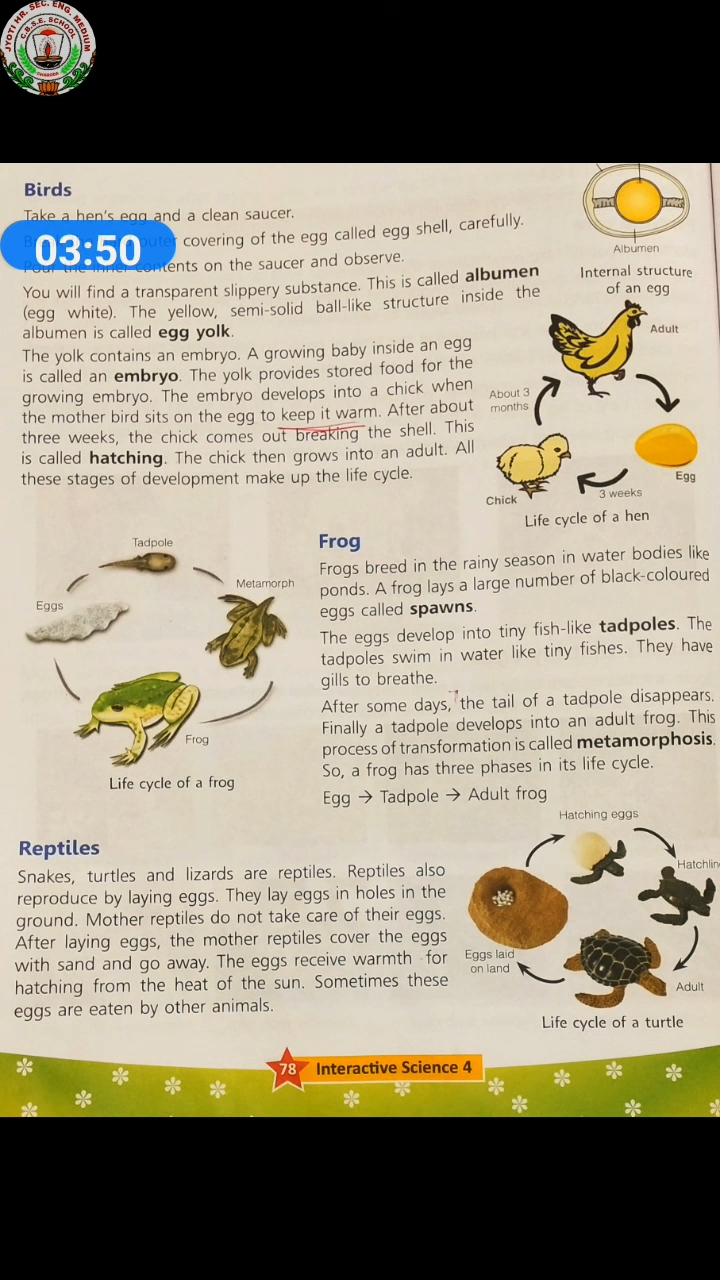 JYOTI HR. SEC. ENG. MEDIUM
C.B.S.E. SCHOOL
03:50
Birds
Take a hen's egg and a clean saucer.
outer covering of the egg called egg shell, carefully.
Pour the inner contents on the saucer and observe.
You will find a transparent slippery substance. This is called albumen
(egg white). The yellow, semi-solid ball-like structure inside the
albumen is called egg yolk.
The yolk contains an embryo. A growing baby inside an egg
is called an embryo. The yolk provides stored food for the
growing embryo. The embryo develops into a chick when
the mother bird sits on the egg to keep it warm. After about
three weeks, the chick comes out breaking the shell. This
is called hatching. The chick then grows into an adult. All
these stages of development make up the life cycle.
Albumen
Internal structure
of an egg
Adult
About 3
months
Egg
Chick
3 weeks
Life cycle of a hen
Tadpole
Metamorph
Eggs
Frog
Life cycle of a frog
Frog
Frogs breed in the rainy season in water bodies like
ponds. A frog lays a large number of black-coloured
eggs called spawns.
The eggs develop into tiny fish-like tadpoles. The
tadpoles swim in water like tiny fishes. They have
gills to breathe.
After some days, the tail of a tadpole disappears.
Finally a tadpole develops into an adult frog. This
process of transformation is called metamorphosis.
So, a frog has three phases in its life cycle.
Egg → Tadpole → Adult frog
Reptiles
Snakes, turtles and lizards are reptiles. Reptiles also
reproduce by laying eggs. They lay eggs in holes in the
ground. Mother reptiles do not take care of their eggs.
After laying eggs, the mother reptiles cover the eggs
with sand and go away. The eggs receive warmth for
hatching from the heat of the sun. Sometimes these
eggs are eaten by other animals.
Hatching eggs
Hatchlin
Eggs laid
on land
Adult
Life cycle of a turtle
78 Interactive Science 4